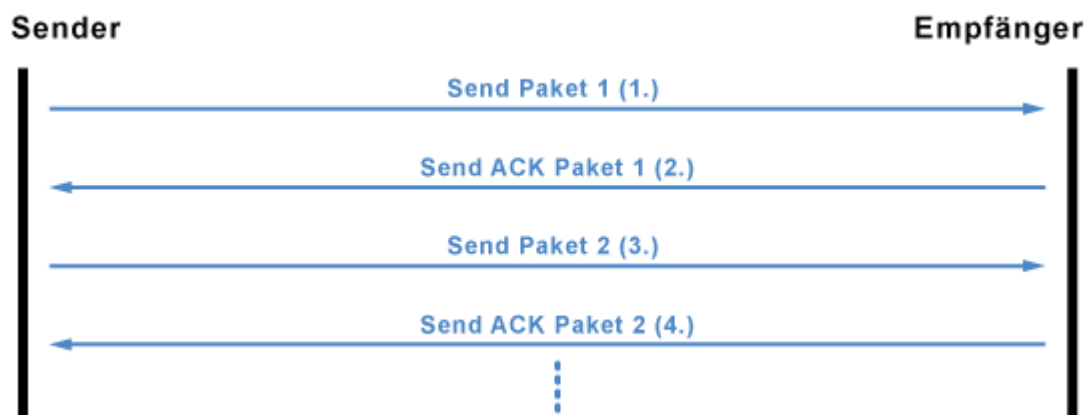 Sender
Empfänger
Send Paket 1 (1.)
Send ACK Paket 1 (2.)
Send Paket 2 (3.)
Send ACK Paket 2 (4.)